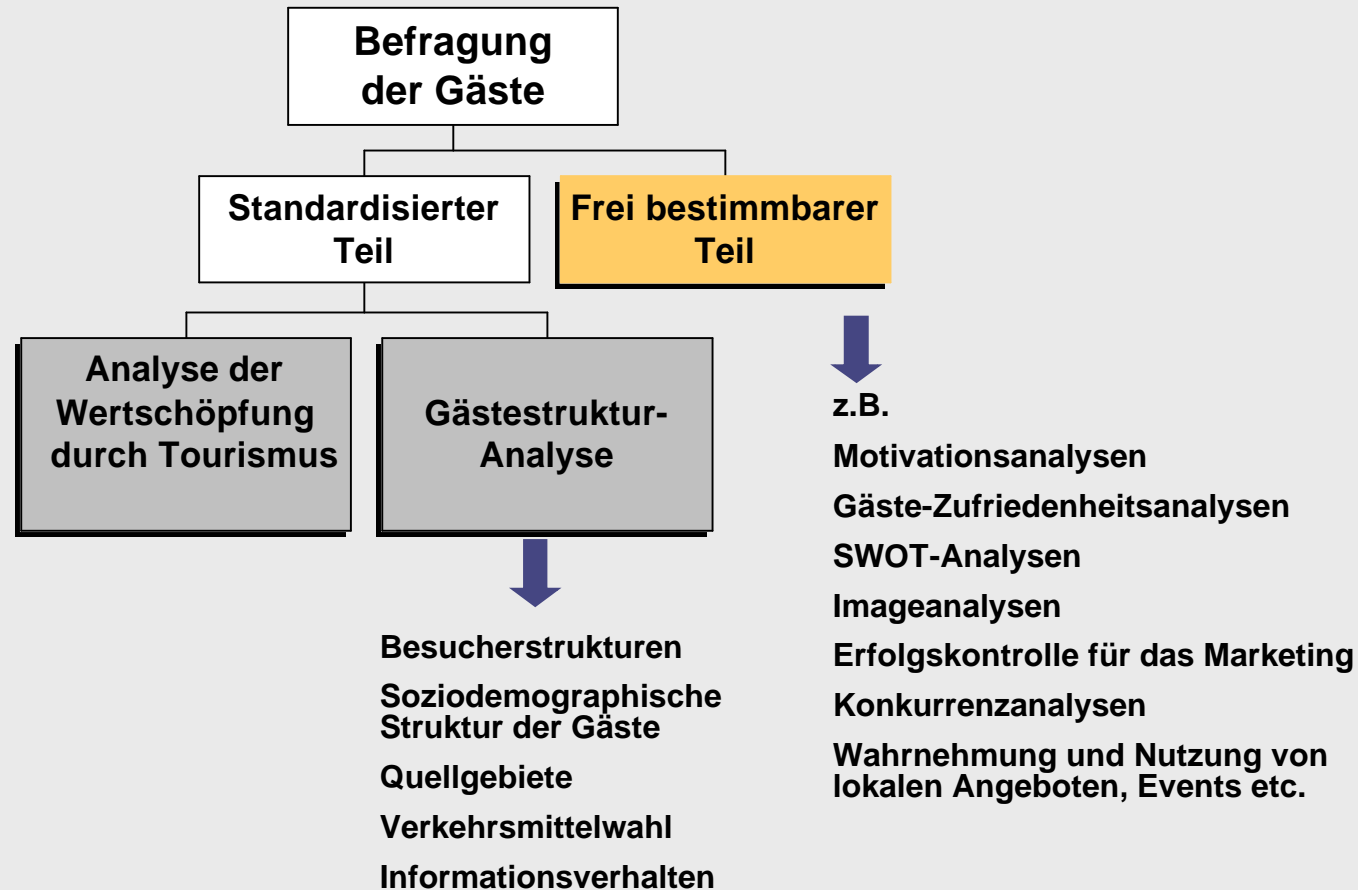 Befragung
der Gäste
Standardisierter
Teil
Frei bestimmbarer
Teil
Analyse der
Wertschöpfung
durch Tourismus
Gästestruktur-
Analyse
Besucherstrukturen
Soziodemographische
Struktur der Gäste
Quellgebiete
Verkehrsmittelwahl
Informationsverhalten
z.B.
Motivationsanalysen
Gäste-Zufriedenheitsanalysen
SWOT-Analysen
Imageanalysen
Erfolgskontrolle für das Marketing
Konkurrenzanalysen
Wahrnehmung und Nutzung von
lokalen Angeboten, Events etc.